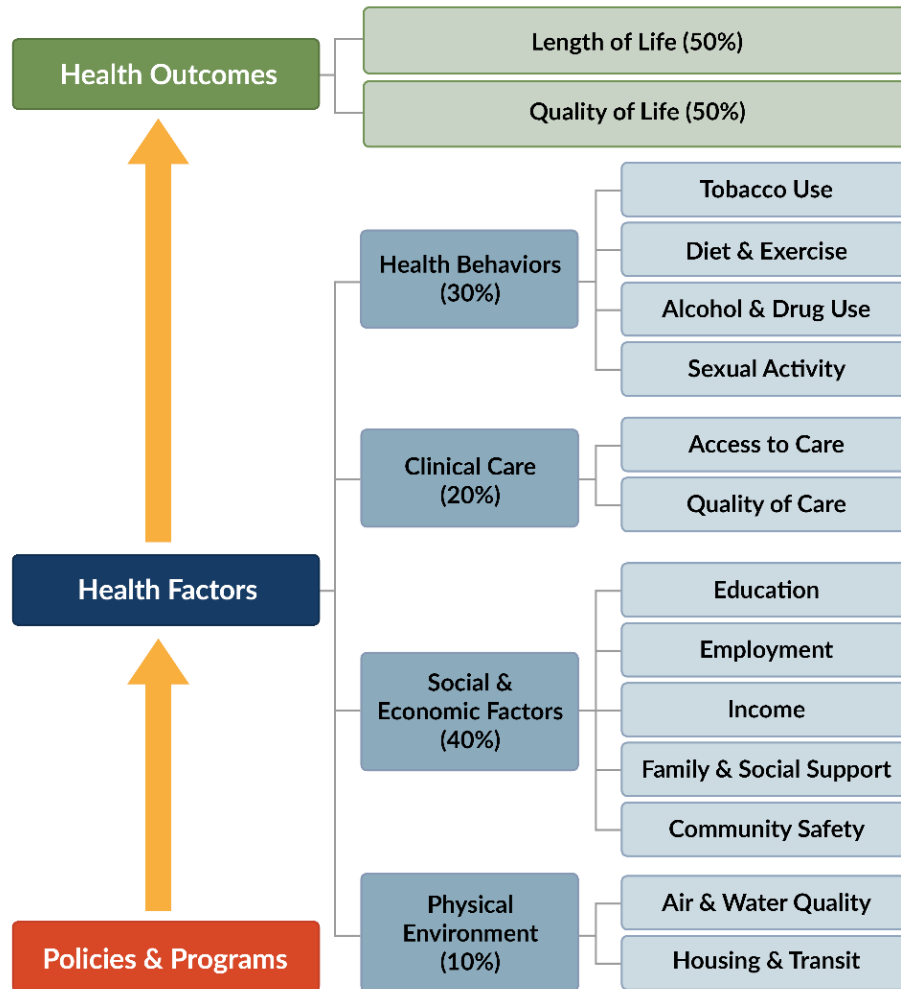 Health Outcomes
Length of Life (50%)
Quality of Life (50%)
Health Factors
Health Behaviors
(30%)
Tobacco Use
Diet & Exercise
Alcohol & Drug Use
Sexual Activity
Clinical Care
(20%)
Access to Care
Quality of Care
Social &
Economic Factors
(40%)
Education
Employment
Income
Family & Social Support
Community Safety
Physical
Environment
(10%)
Air & Water Quality
Housing & Transit
Policies & Programs